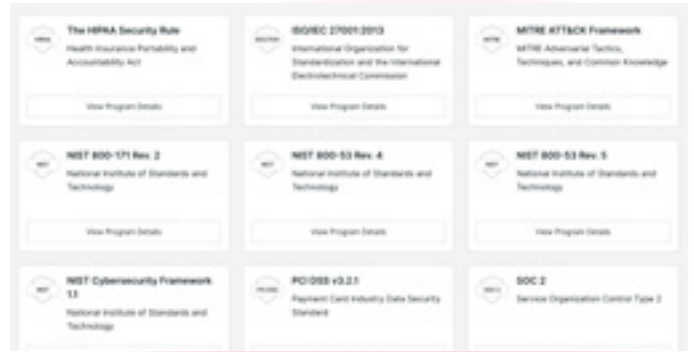 The HIPAA Security Rule
Health Insurance Portability and
Accountability Act
View Program Details
ISO/IEC 27001:2013
International Organization for
Standardization and the International
Electrotechnical Commission
View Program Details
MITRE ATT&CK Framework
MITRE Adversarial Tactics,
Techniques, and Common Knowledge
View Program Details
NIST 800-171 Rev. 2
National Institute of Standards and
Technology
View Program Details
NIST 800-53 Rev. 4
National Institute of Standards and
Technology
View Program Details
NIST 800-53 Rev. 5
National Institute of Standards and
Technology
View Program Details
NIST Cybersecurity Framework
1.1
National Institute of Standards and
Technology
PCI DSS v3.2.1
Payment Card Industry Data Security
Standard
SOC 2
Service Organization Control Type 2